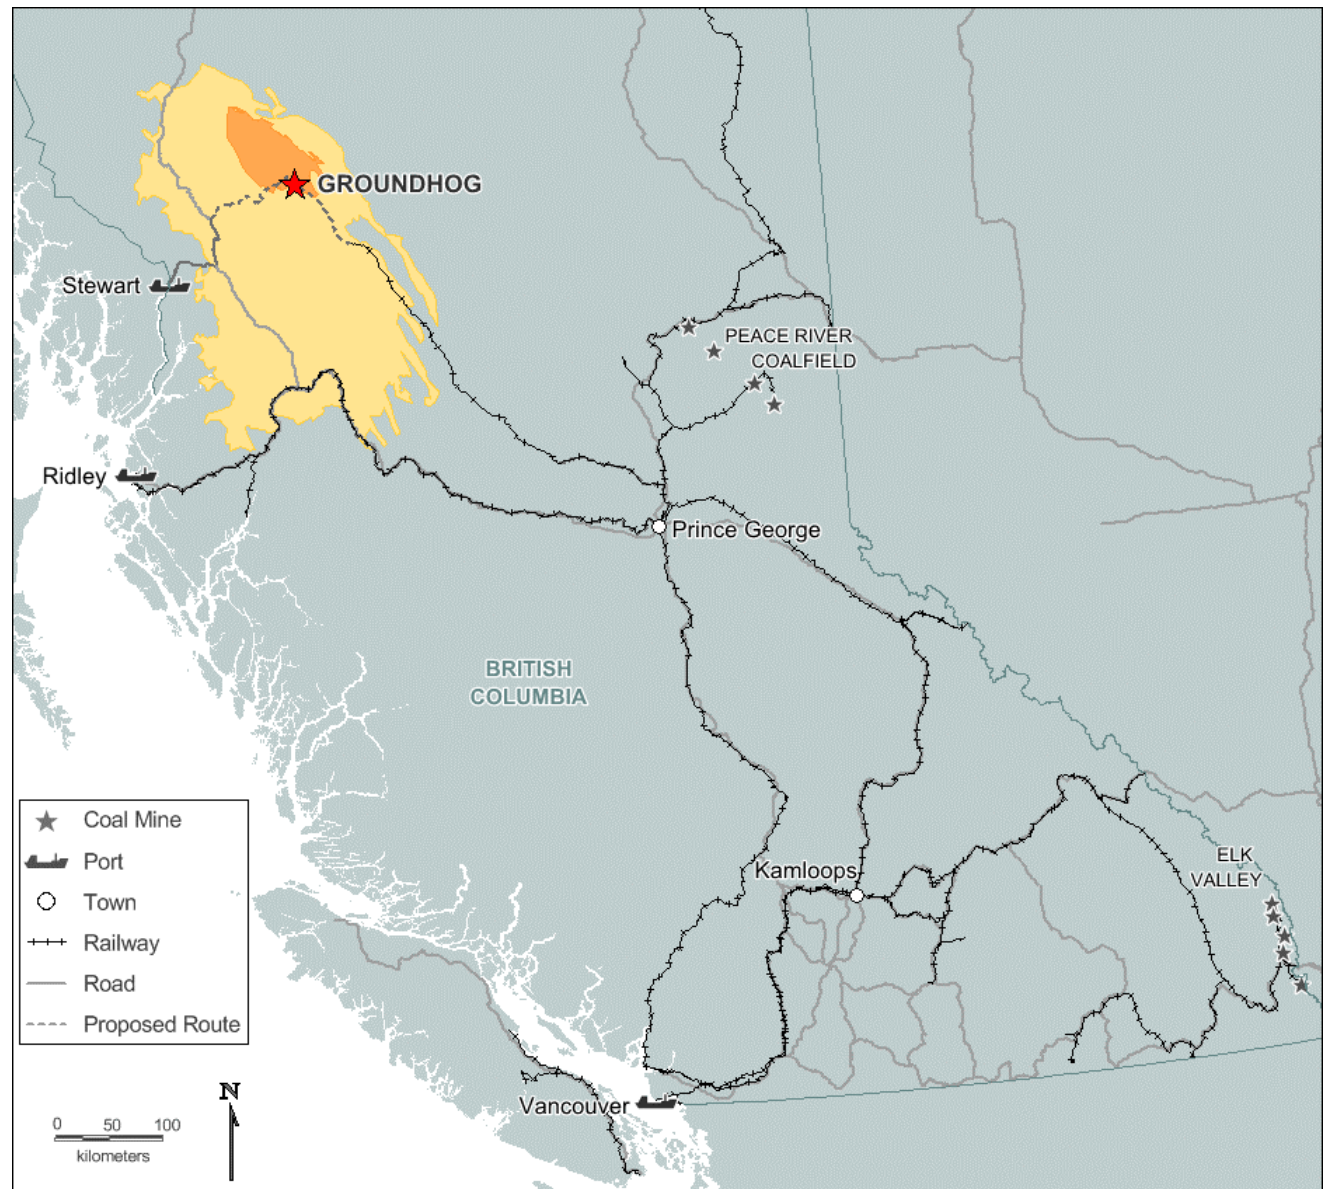 GROUNDHOG
Stewart
PEACE RIVER
COALFIELD
Ridley
Prince George
BRITISH
COLUMBIA
Coal Mine
Port
Town
Railway
Road
Proposed Route
Kamloops
ELK
VALLEY
N
Vancouver
0 50 100
kilometers